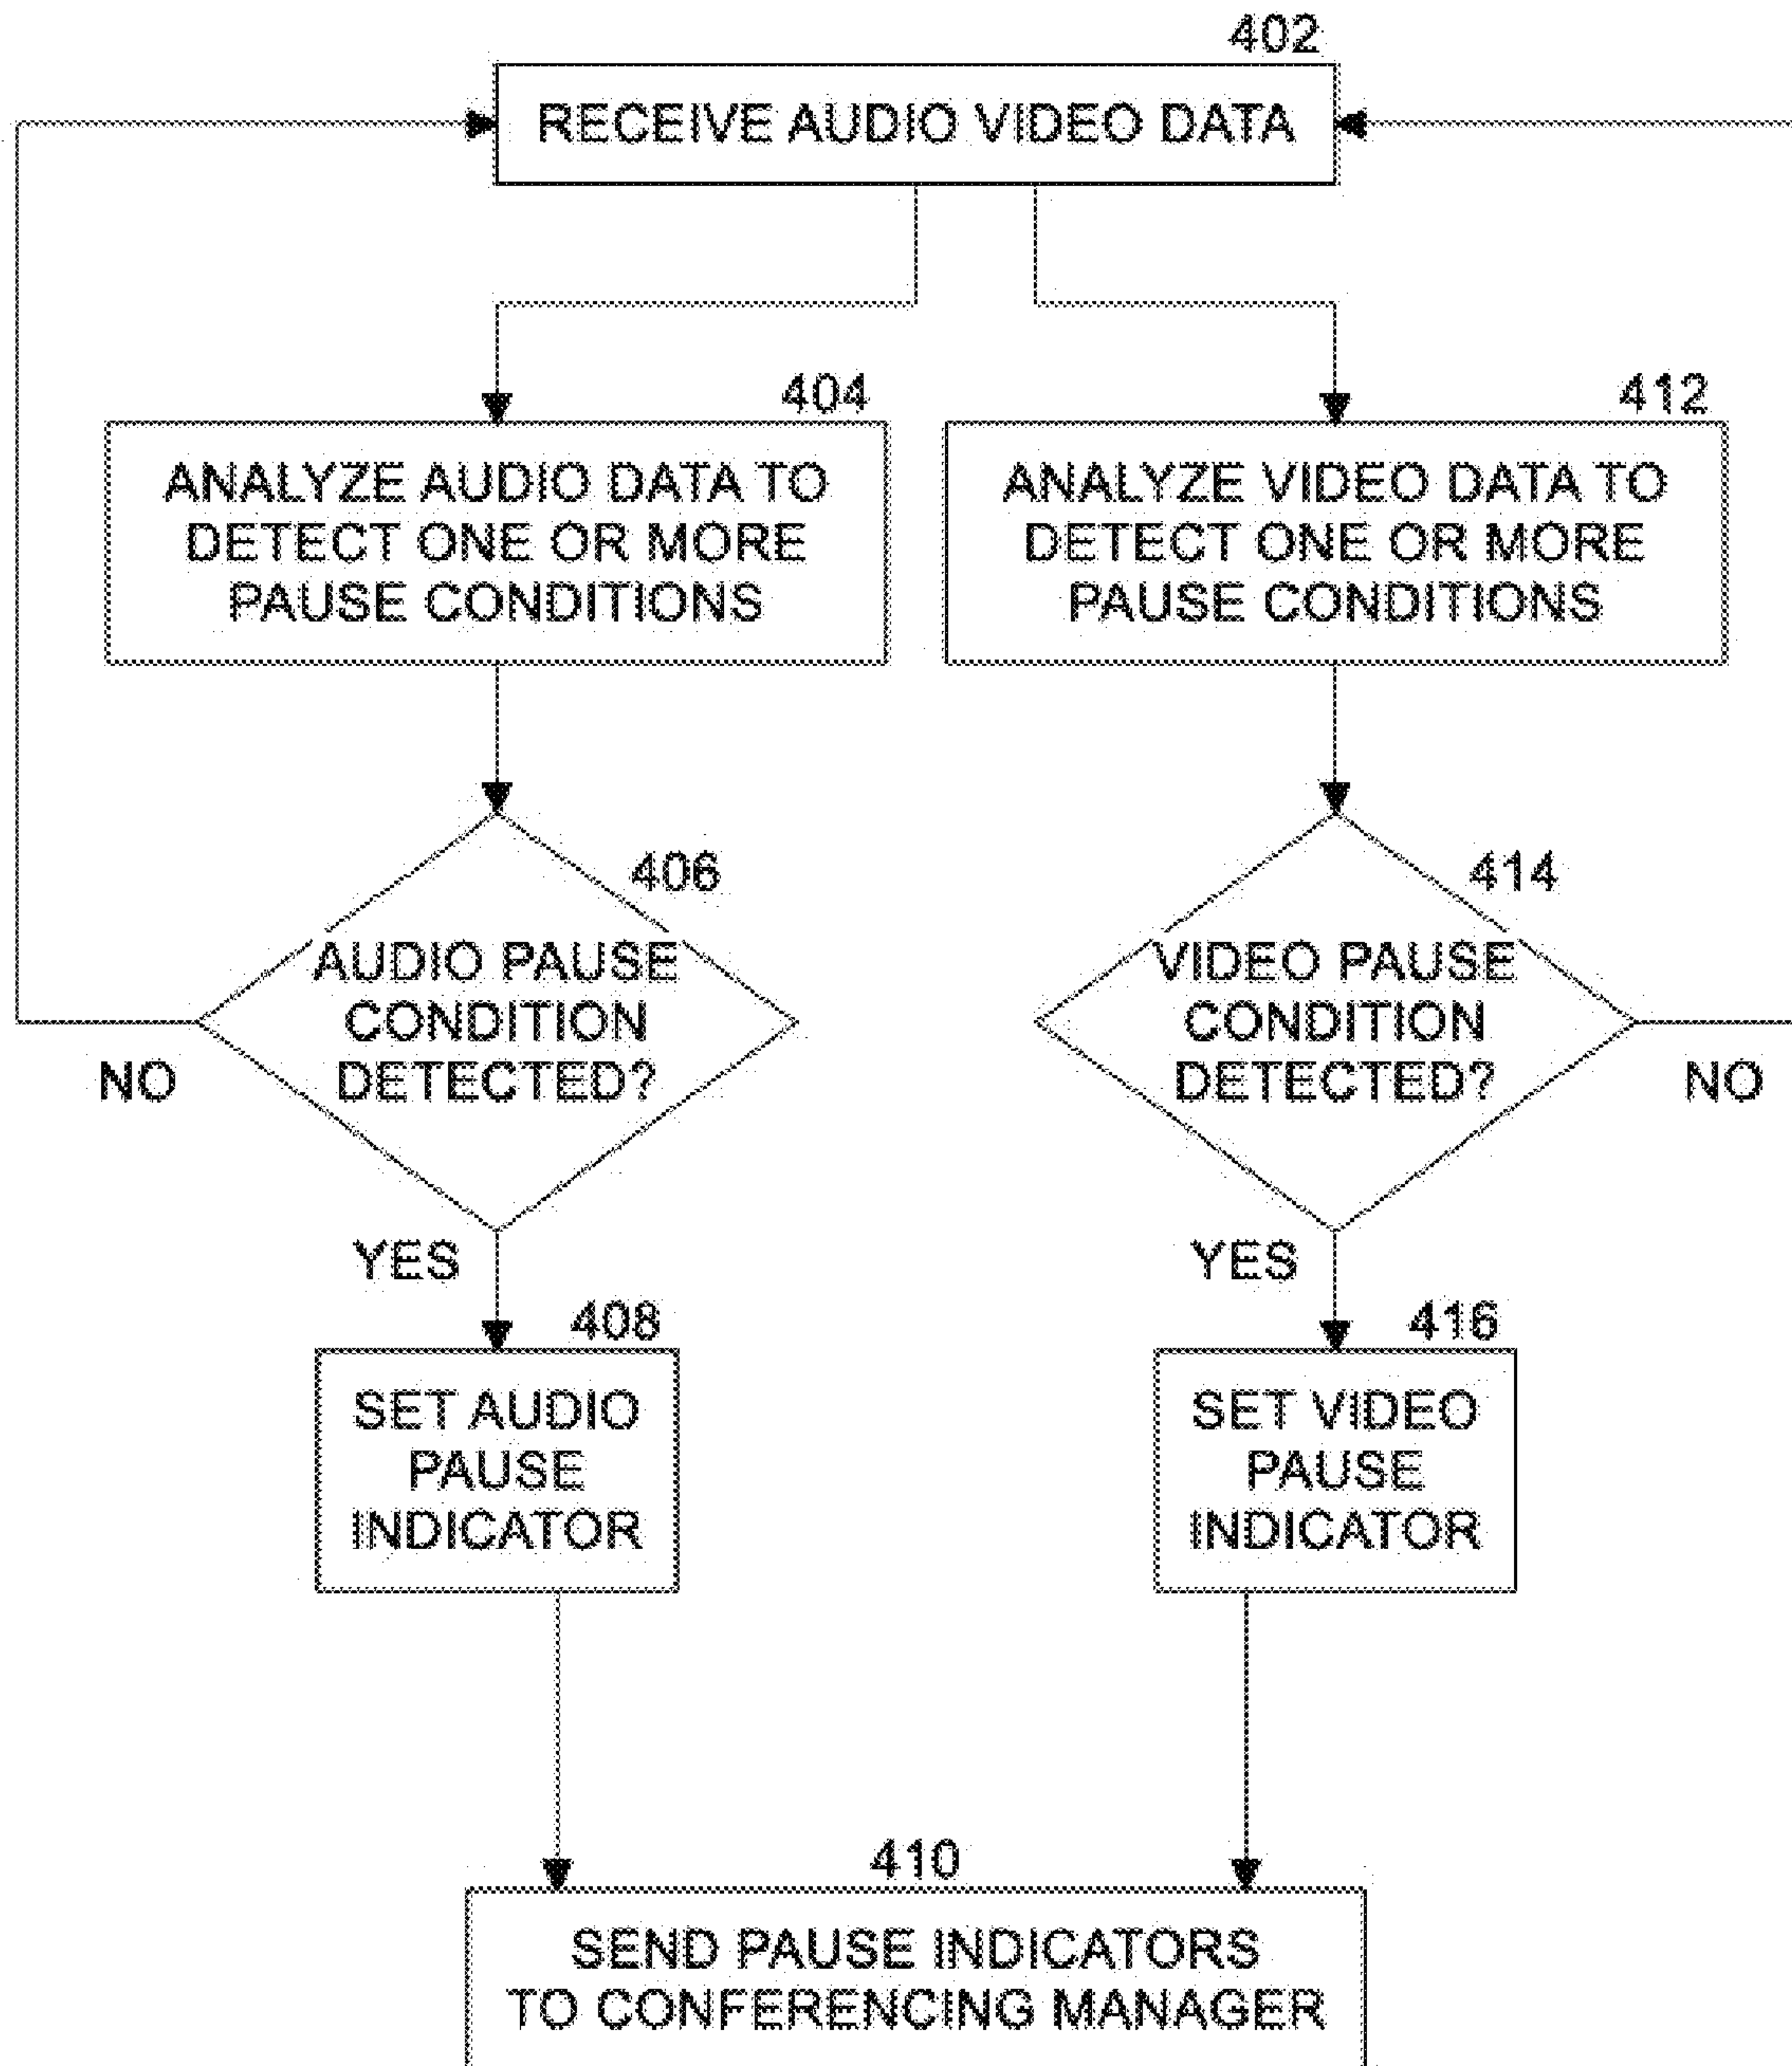 402
RECEIVE AUDIO VIDEO DATA
404
ANALYZE AUDIO DATA TO
DETECT ONE OR MORE
PAUSE CONDITIONS
412
ANALYZE VIDEO DATA TO
DETECT ONE OR MORE
PAUSE CONDITIONS
406
AUDIO PAUSE
CONDITION
DETECTED?
NO
YES
414
VIDEO PAUSE
CONDITION
DETECTED?
NO
YES
408
SET AUDIO
PAUSE
INDICATOR
416
SET VIDEO
PAUSE
INDICATOR
410
SEND PAUSE INDICATORS
TO CONFERENCING MANAGER